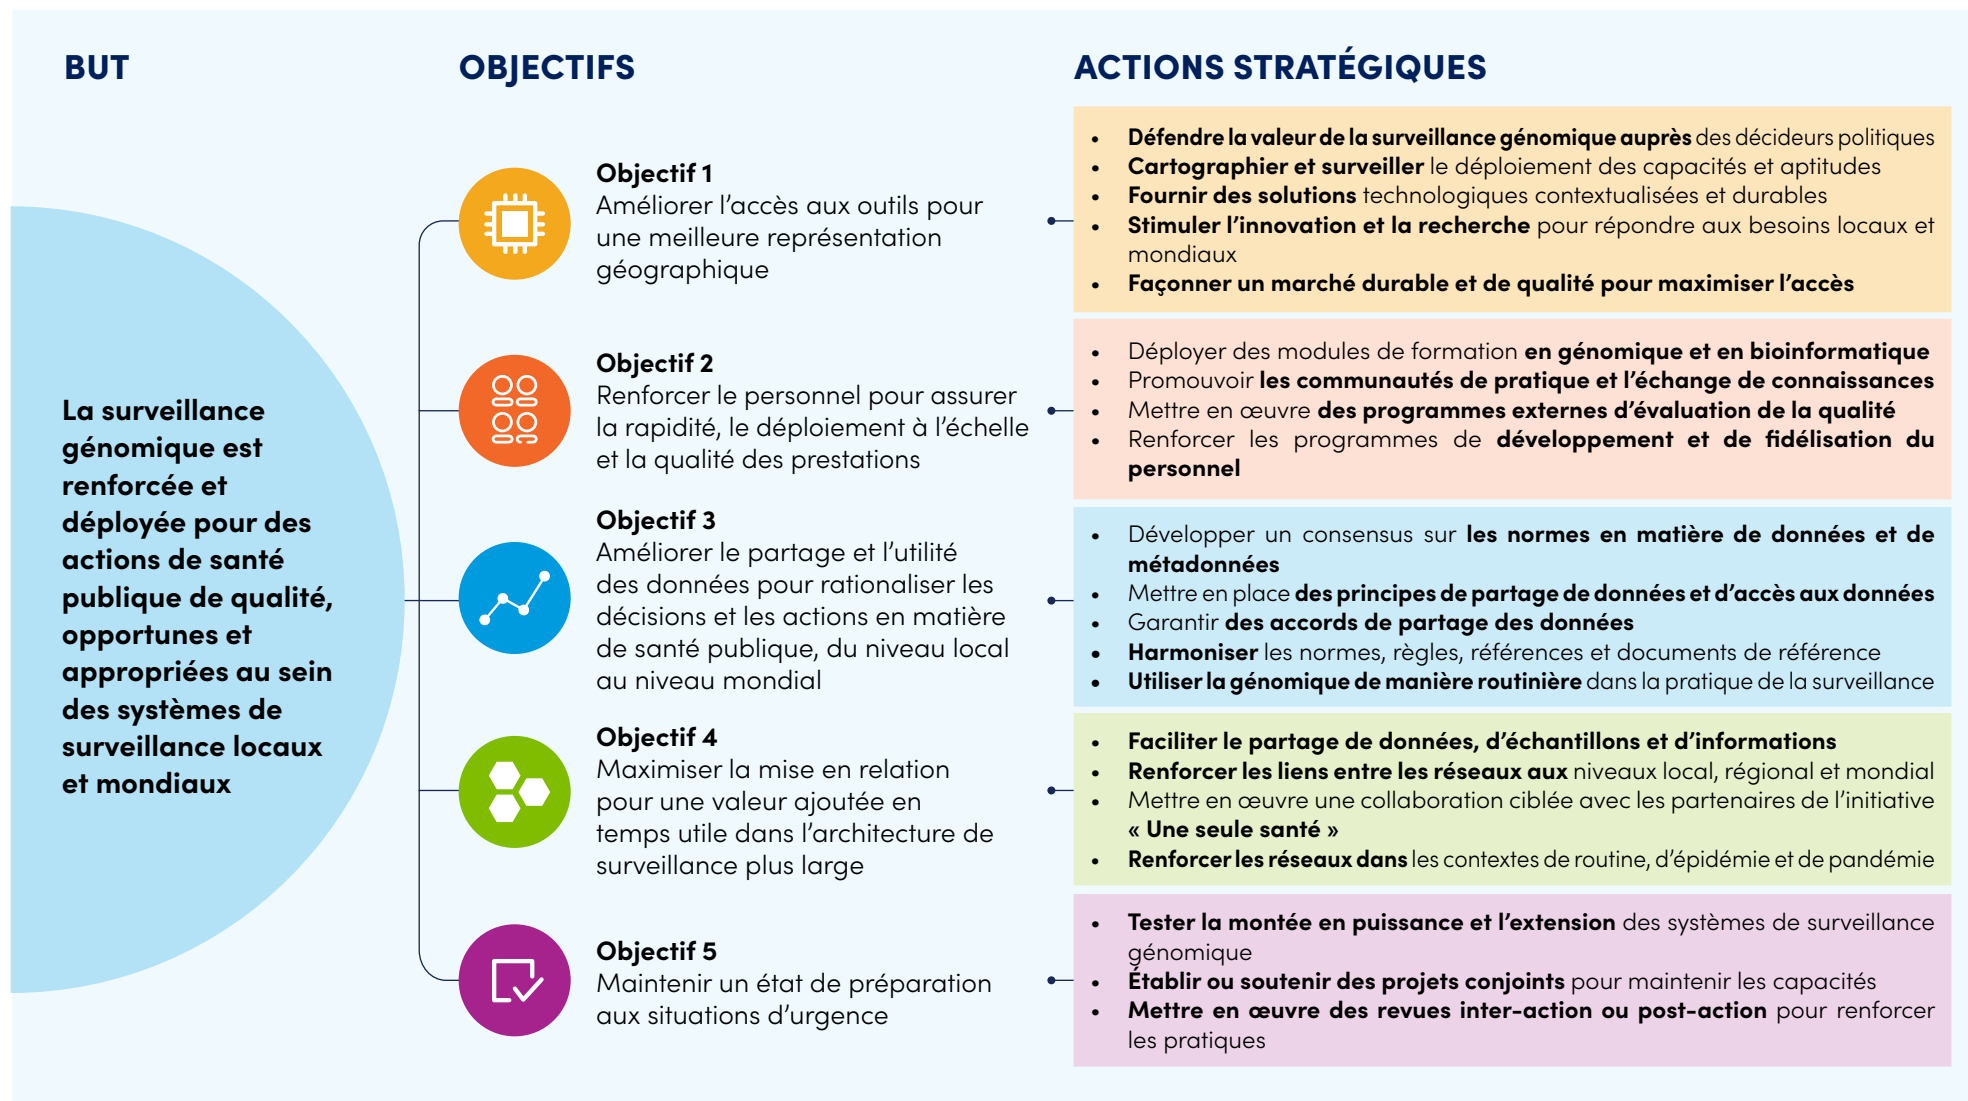 BUT
La surveillance
génomique est
renforcée et
déployée pour des
actions de santé
publique de qualité,
opportunes et
appropriées au sein
des systèmes de
surveillance locaux
et mondiaux
OBJECTIFS
Objectif 1
Améliorer l’accès aux outils pour
une meilleure représentation
géographique
Objectif 2
Renforcer le personnel pour assurer
la rapidité, le déploiement à l’échelle
et la qualité des prestations
Objectif 3
Améliorer le partage et l’utilité
des données pour rationaliser les
décisions et les actions en matière
de santé publique, du niveau local
au niveau mondial
Objectif 4
Maximiser la mise en relation
pour une valeur ajoutée en
temps utile dans l’architecture de
surveillance plus large
Objectif 5
Maintenir un état de préparation
aux situations d’urgence
ACTIONS STRATÉGIQUES
• Défendre la valeur de la surveillance génomique auprès des décideurs politiques
• Cartographier et surveiller le déploiement des capacités et aptitudes
• Fournir des solutions technologiques contextualisées et durables
• Stimuler l’innovation et la recherche pour répondre aux besoins locaux et
mondiaux
• Façonner un marché durable et de qualité pour maximiser l’accès
• Déployer des modules de formation en génomique et en bioinformatique
• Promouvoir les communautés de pratique et l’échange de connaissances
• Mettre en œuvre des programmes externes d’évaluation de la qualité
• Renforcer les programmes de développement et de fidélisation du
personnel
• Développer un consensus sur les normes en matière de données et de
métadonnées
• Mettre en place des principes de partage de données et d’accès aux données
• Garantir des accords de partage des données
• Harmoniser les normes, règles, références et documents de référence
• Utiliser la génomique de manière routinière dans la pratique de la surveillance
• Faciliter le partage de données, d’échantillons et d’informations
• Renforcer les liens entre les réseaux aux niveaux local, régional et mondial
• Mettre en œuvre une collaboration ciblée avec les partenaires de l’initiative
« Une seule santé »
• Renforcer les réseaux dans les contextes de routine, d’épidémie et de pandémie
• Tester la montée en puissance et l’extension des systèmes de surveillance
génomique
• Établir ou soutenir des projets conjoints pour maintenir les capacités
• Mettre en œuvre des revues inter-action ou post-action pour renforcer
les pratiques